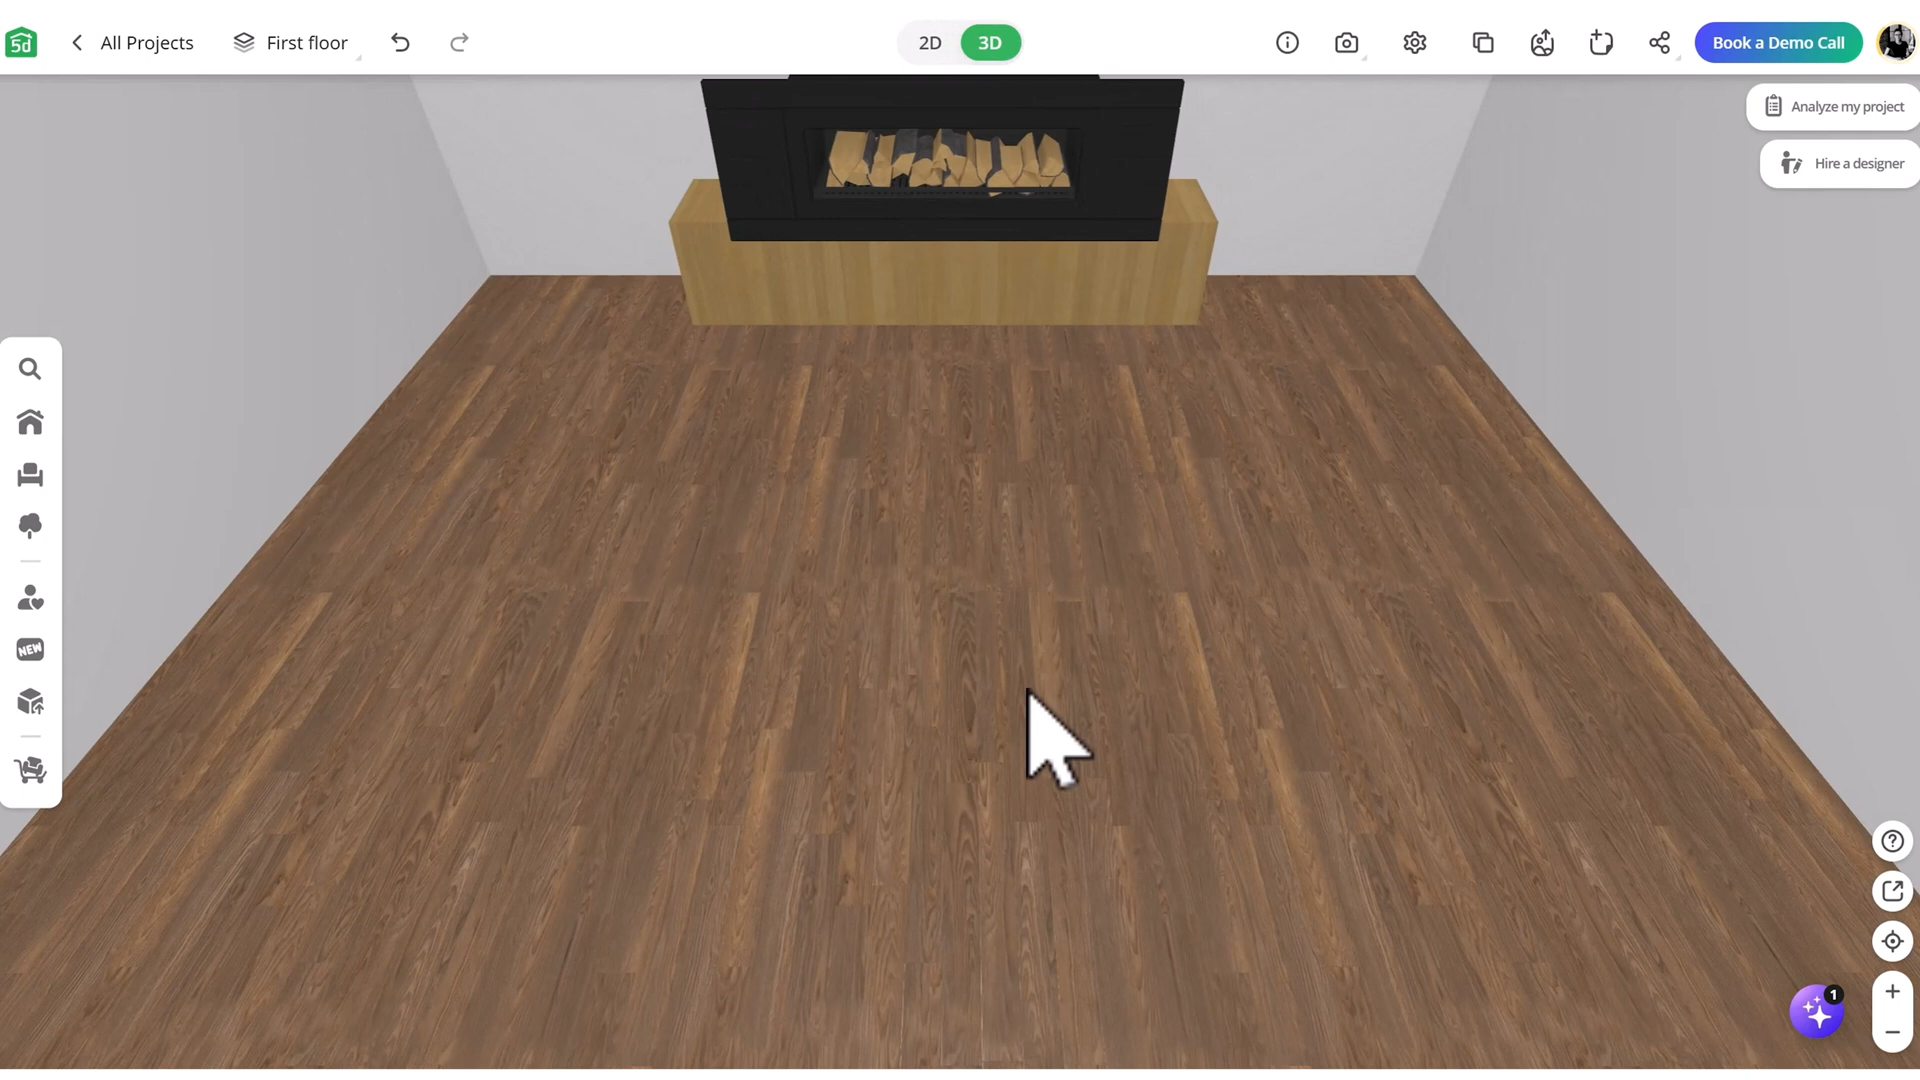 5d
All Projects
First floor
2D
3D
Book a Demo Call
Analyze my project
Hire a designer
NEW
1